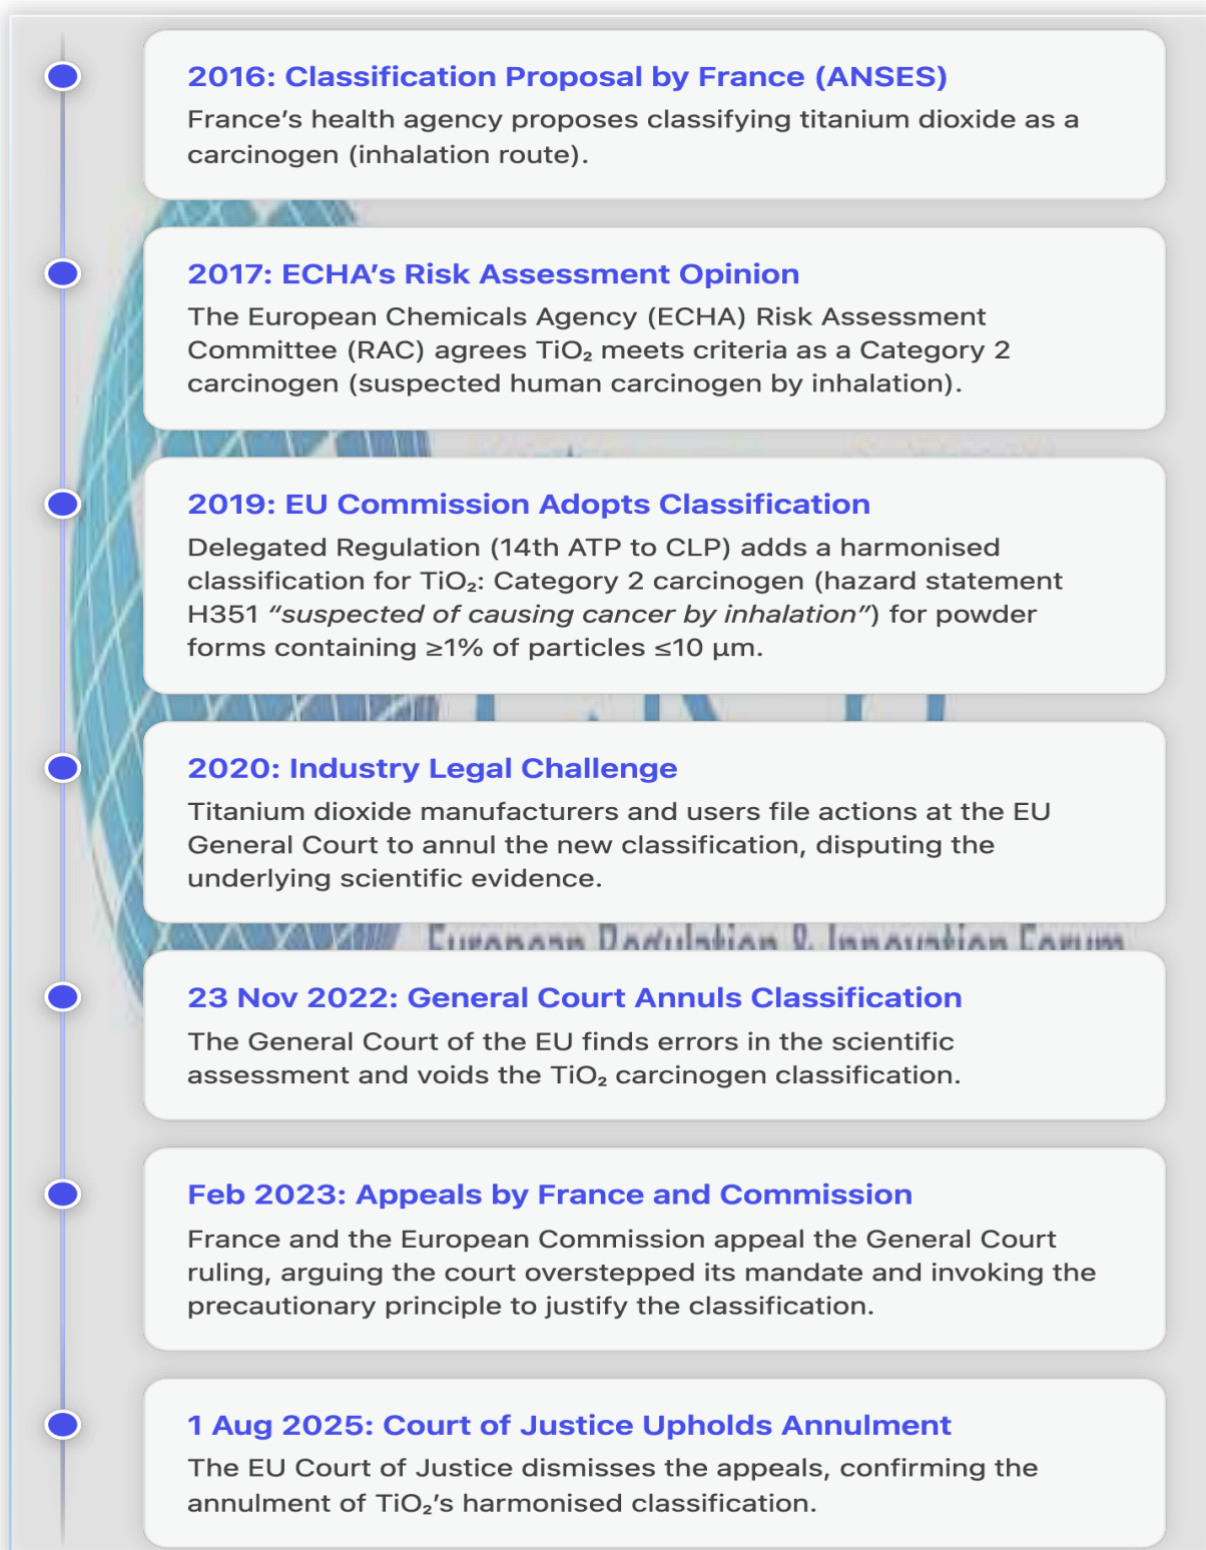 2016: Classification Proposal by France (ANSES)
France’s health agency proposes classifying titanium dioxide as a
carcinogen (inhalation route).
2017: ECHA’s Risk Assessment Opinion
The European Chemicals Agency (ECHA) Risk Assessment
Committee (RAC) agrees TiO₂ meets criteria as a Category 2
carcinogen (suspected human carcinogen by inhalation).
2019: EU Commission Adopts Classification
Delegated Regulation (14th ATP to CLP) adds a harmonised
classification for TiO₂: Category 2 carcinogen (hazard statement
H351 “suspected of causing cancer by inhalation”) for powder
forms containing ≥1% of particles ≤10 µm.
2020: Industry Legal Challenge
Titanium dioxide manufacturers and users file actions at the EU
General Court to annul the new classification, disputing the
underlying scientific evidence.
European Regulation & Innovation Forum
23 Nov 2022: General Court Annuls Classification
The General Court of the EU finds errors in the scientific
assessment and voids the TiO₂ carcinogen classification.
Feb 2023: Appeals by France and Commission
France and the European Commission appeal the General Court
ruling, arguing the court overstepped its mandate and invoking the
precautionary principle to justify the classification.
1 Aug 2025: Court of Justice Upholds Annulment
The EU Court of Justice dismisses the appeals, confirming the
annulment of TiO₂’s harmonised classification.